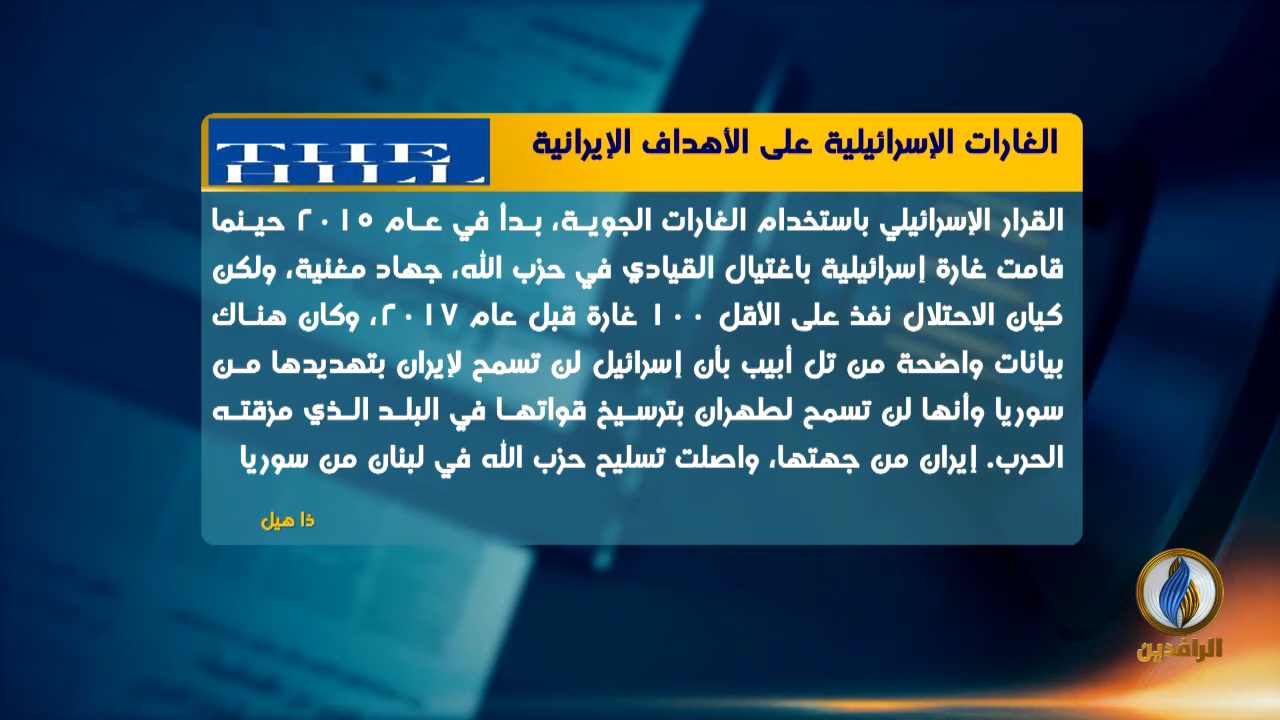 الغارات الإسرائيلية على الأهداف الإيرانية
THE
HILL
القرار الإسرائيلي باستخدام الغارات الجوية، بدأ في عام ٢٠١٥ حينما
قامت غارة إسرائيلية باغتيال القيادي في حزب الله، جهاد مغنية، ولكن
كيان الاحتلال نفذ على الأقل ١٠٠ غارة قبل عام ٢٠١٧، وكان هناك
بيانات واضحة من تل أبيب بأن إسرائيل لن تسمح لإيران بتهديدها من
سوريا وأنها لن تسمح لطهران بترسيخ قواتها في البلد الذي مزقته
الحرب. إيران من جهتها، واصلت تسليح حزب الله في لبنان من سوريا
ذا هيل
الرافدين